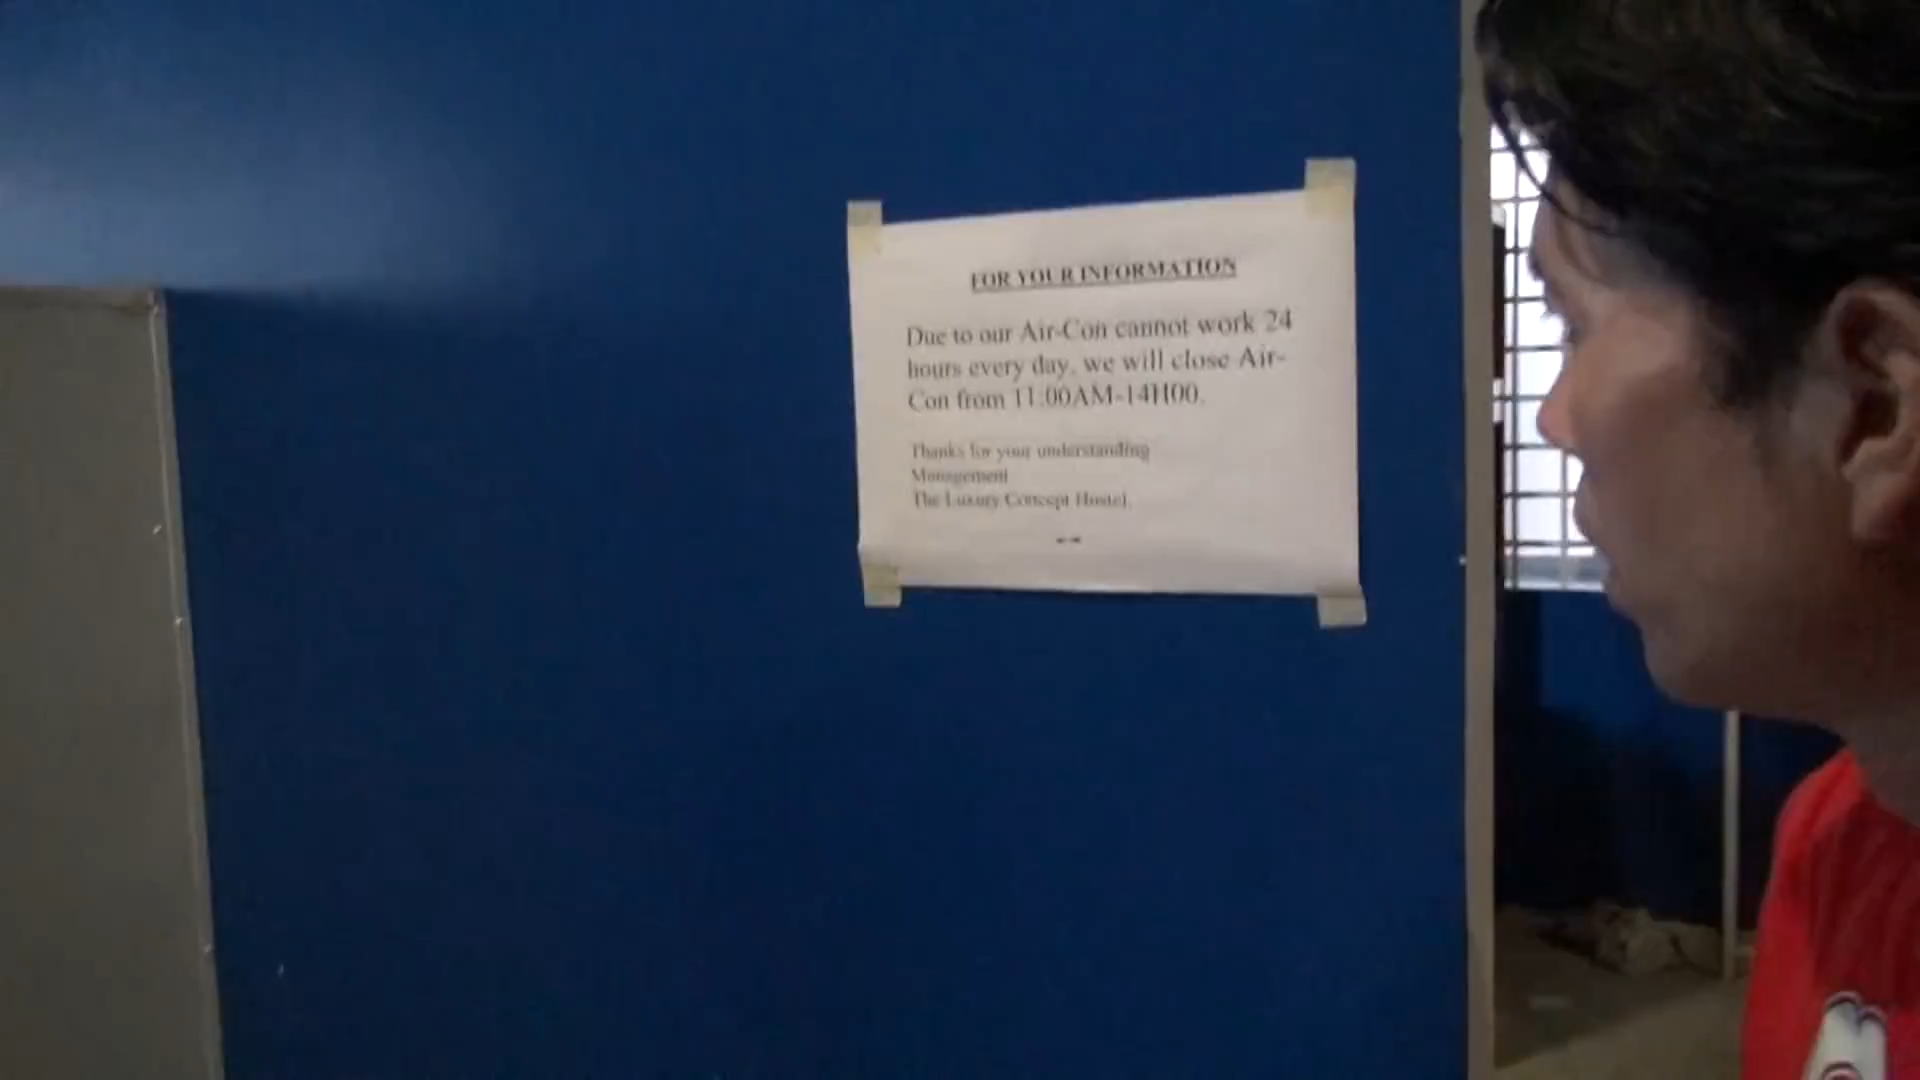 FOR YOUR INFORMATION
Due to our Air-Con cannot work 24
hours every day, we will close Air-
Con from 11:00AM-14H00.
Thanks for your understanding
Management
The Luxury Concept Hostel.